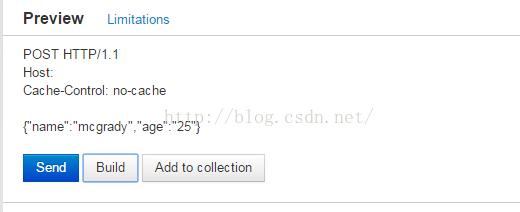 Preview Limitations
POST HTTP/1.1
Host:
Cache-Control: no-cache
http://blog.csdn.net/
{"name":"mcgrady","age":"25"}
Send Build Add to collection